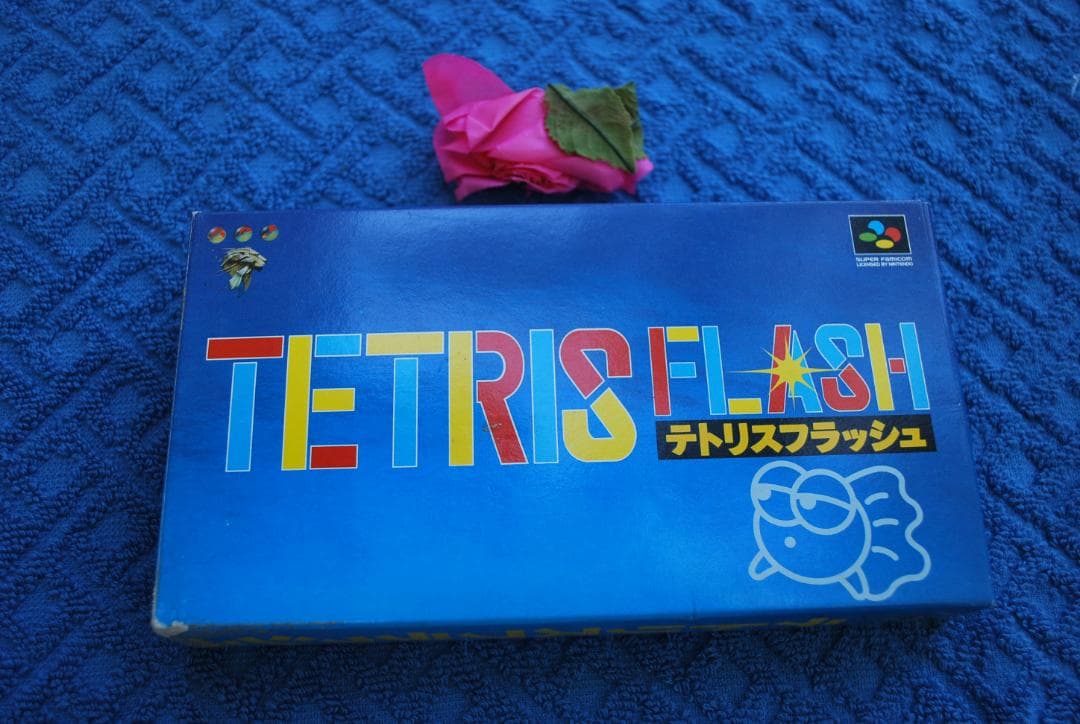 SUPER FAMICOM
LICENSED BY NINTENDO
TETRIS FLASH
テトリスフラッシュ